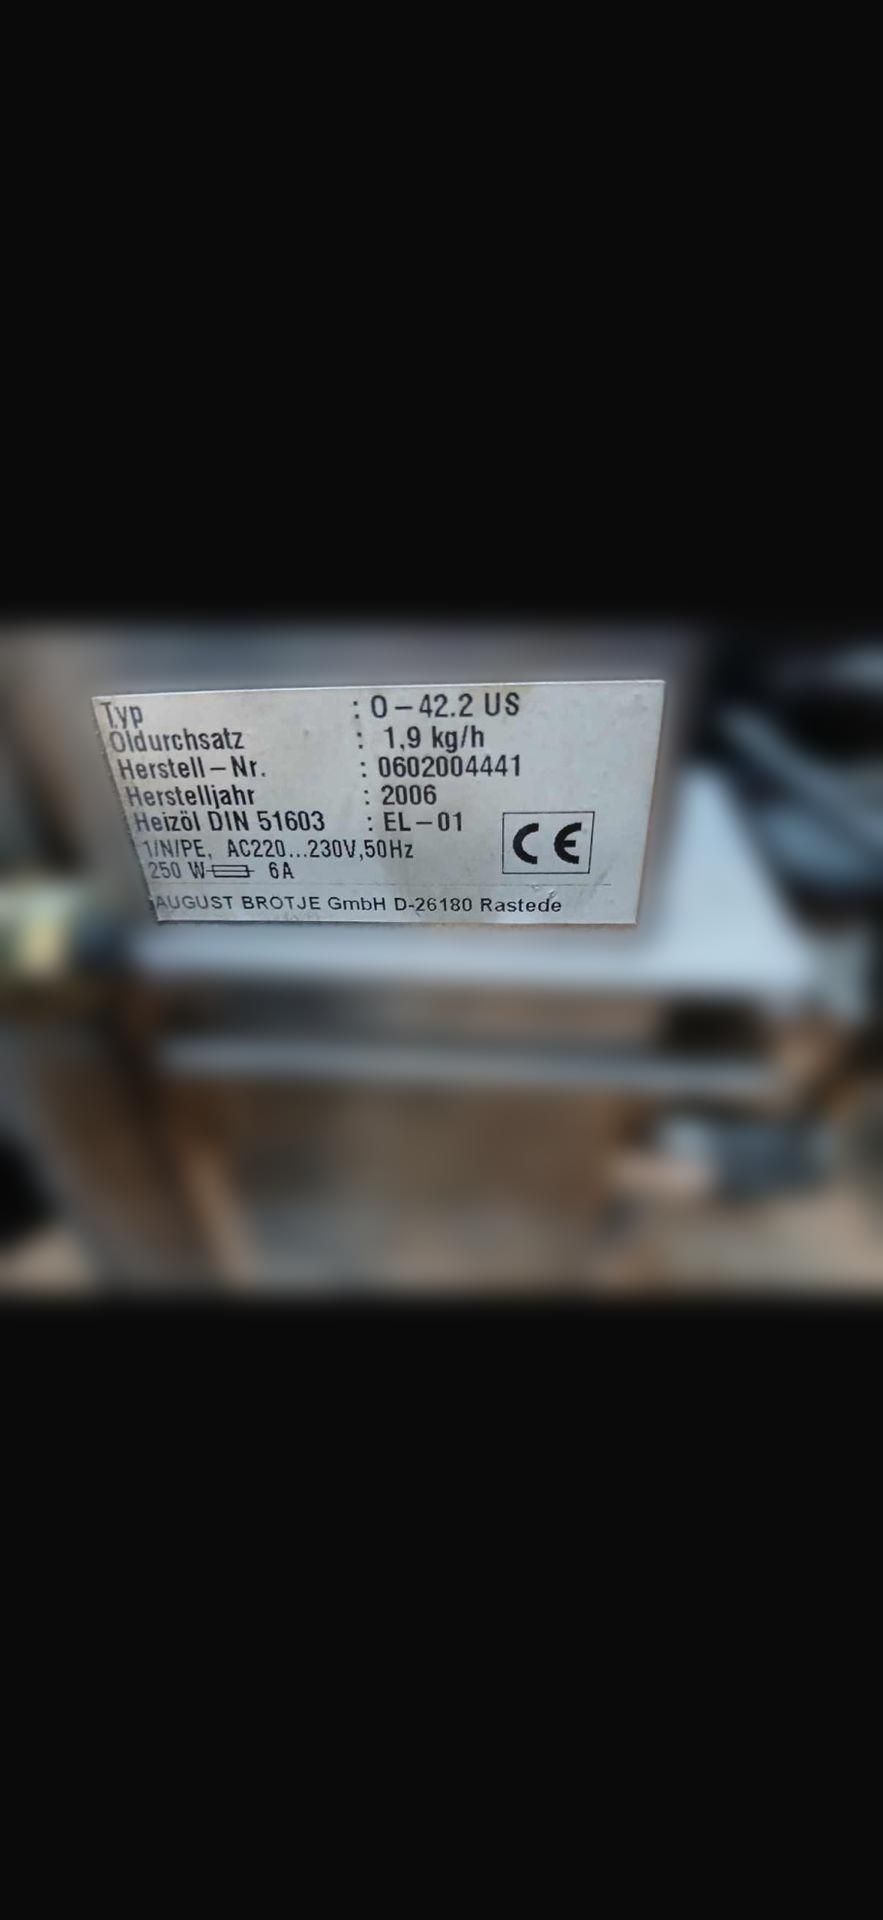 Typ : O-42.2 US
Öldurchsatz : 1,9 kg/h
Herstell-Nr. : 0602004441
Herstelljahr : 2006
Heizöl DIN 51603 : EL-01
1/N/PE, AC220...230V,50Hz
250 W 6A
CE
AUGUST BRÖTJE GmbH D-26180 Rastede